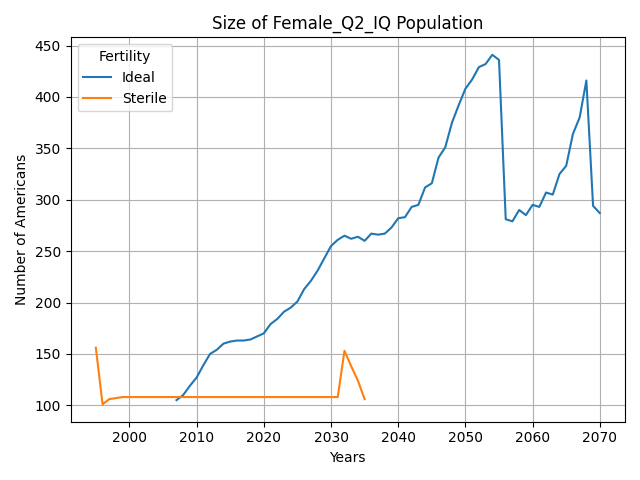 Size of Female_Q2_IQ Population
Fertility
Ideal
Sterile
Number of Americans
450
400
350
300
250
200
150
100
2000 2010 2020 2030 2040 2050 2060 2070
Years